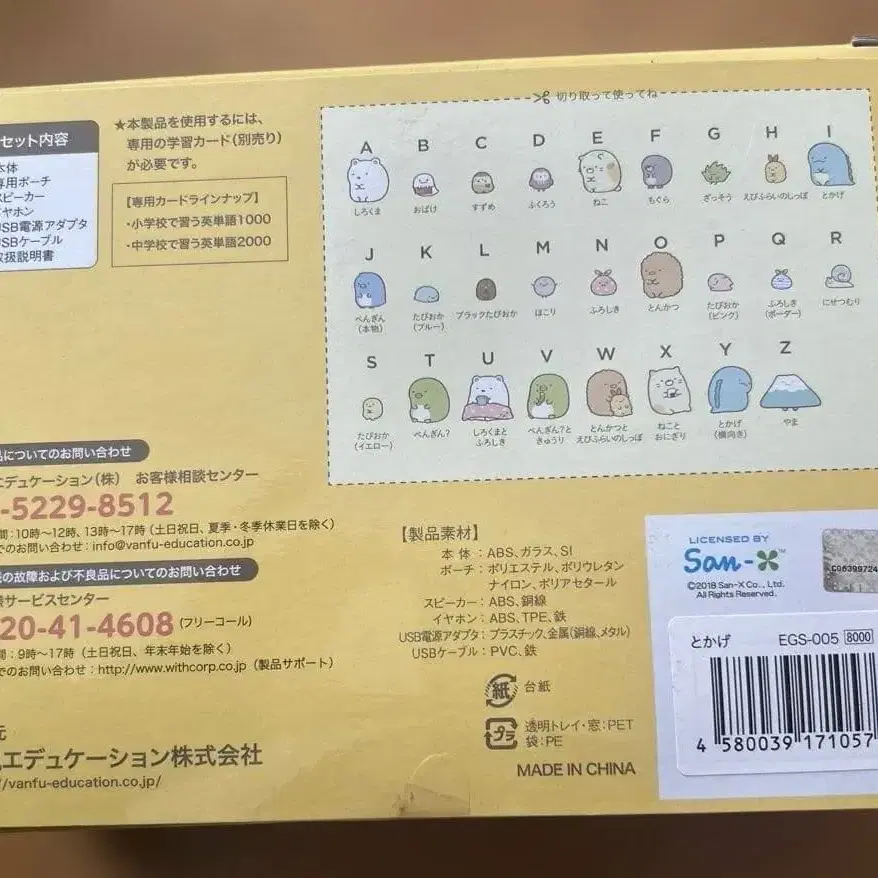 セット内容
本体
専用ポーチ
スピーカー
イヤホン
USB電源アダプタ
USBケーブル
取扱説明書
★本製品を使用するには、
専用の学習カード(別売り)
が必要です。
【専用カードラインナップ】
・小学校で習う英単語1000
・中学校で習う英単語2000
切り取って使ってね
A B C D E F G H I
しろくま おばけ すずめ ふくろう ねこ もぐら ざっそう えびふらいのしっぽ とかげ
J K L M N O P Q R
ぺんぎん(本物) たぴおか(ブルー) ブラックたぴおか ほこり ふろしき とんかつ たぴおか(ピンク) ふろしき(ボーダー) にせつむり
S T U V W X Y Z
たぴおか(イエロー) ぺんぎん? しろくまとふろしき ぺんぎん?ときゅうり とんかつとえびふらいのしっぽ ねことおにぎり とかげ(横向き) やま
品についてのお問い合わせ
エデュケーション(株) お客様相談センター
-5229-8512
間:10時〜12時、13時〜17時(土日祝日、夏季・冬季休業日を除く)
でのお問い合わせ:info@vanfu-education.co.jp
の故障および不良品についてのお問い合わせ
様サービスセンター
20-41-4608 (フリーコール)
間:9時〜17時(土日祝日、年末年始を除く)
でのお問い合わせ:http://www.withcorp.co.jp (製品サポート)
元
エデュケーション株式会社
//vanfu-education.co.jp/
【製品素材】
本体:ABS、ガラス、SI
ポーチ:ポリエステル、ポリウレタン
ナイロン、ポリアセタール
スピーカー:ABS、銅線
イヤホン:ABS、TPE、鉄
USB電源アダプタ:プラスチック、金属(銅線、メタル)
USBケーブル:PVC、鉄
紙 台紙
プラ 透明トレイ・窓:PET
袋:PE
MADE IN CHINA
LICENSED BY
San-X™
©2018 San-X Co., Ltd.
All Rights Reserved.
C06399724
とかげ EGS-005 8000
4 580039 171057